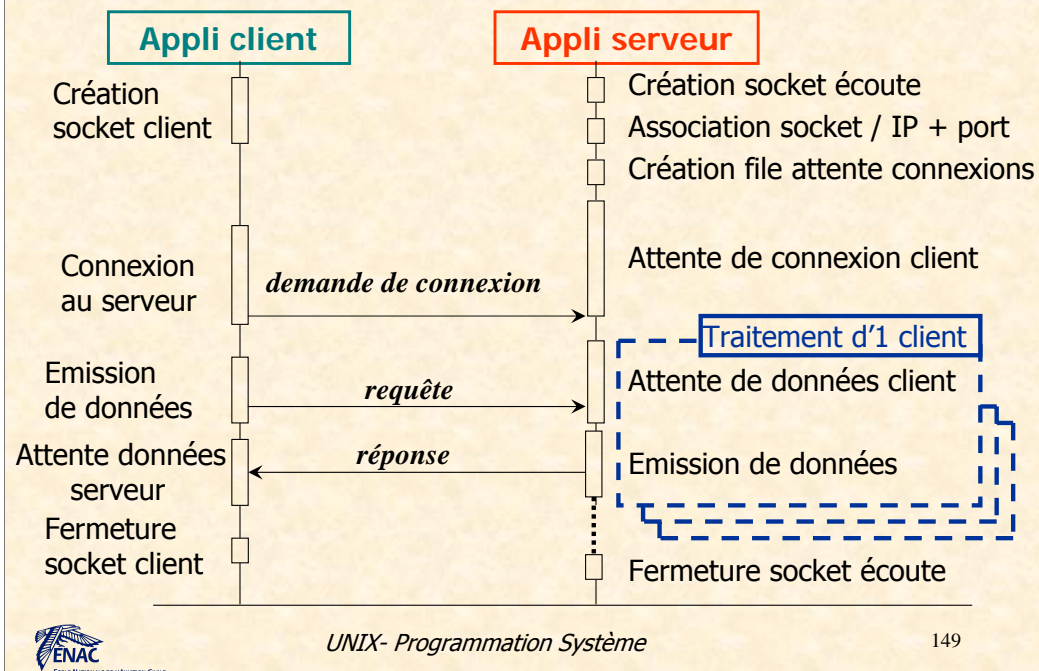 Appli client
Appli serveur
Création
socket client
Création socket écoute
Association socket / IP + port
Création file attente connexions
Connexion
au serveur
demande de connexion
Attente de connexion client
Traitement d'1 client
Emission
de données
requête
Attente de données client
Attente données
serveur
réponse
Emission de données
Fermeture
socket client
Fermeture socket écoute
ENAC
UNIX- Programmation Système
149